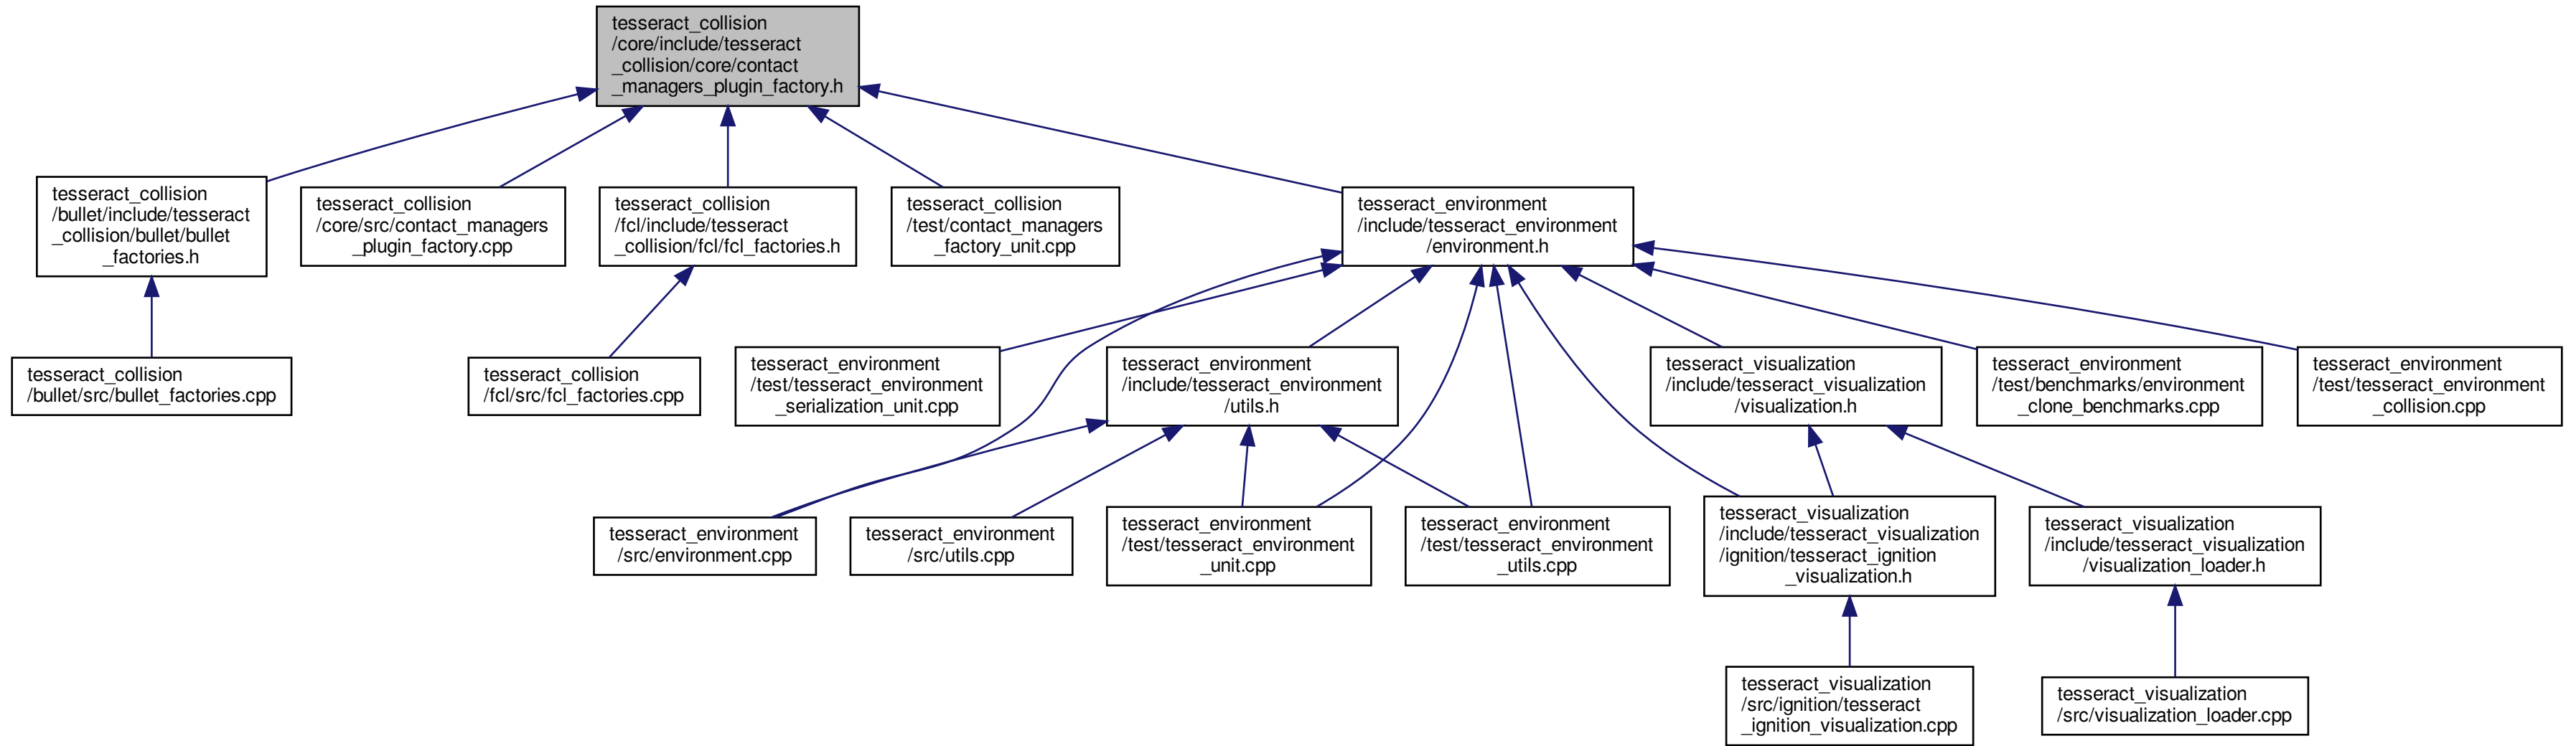 tesseract_collision
/core/include/tesseract
_collision/core/contact
_managers_plugin_factory.h
tesseract_collision
/bullet/include/tesseract
_collision/bullet/bullet
_factories.h
tesseract_collision
/core/src/contact_managers
_plugin_factory.cpp
tesseract_collision
/fcl/include/tesseract
_collision/fcl/fcl_factories.h
tesseract_collision
/test/contact_managers
_factory_unit.cpp
tesseract_environment
/include/tesseract_environment
/environment.h
tesseract_collision
/bullet/src/bullet_factories.cpp
tesseract_collision
/fcl/src/fcl_factories.cpp
tesseract_environment
/test/tesseract_environment
_serialization_unit.cpp
tesseract_environment
/include/tesseract_environment
/utils.h
tesseract_visualization
/include/tesseract_visualization
/visualization.h
tesseract_environment
/test/benchmarks/environment
_clone_benchmarks.cpp
tesseract_environment
/test/tesseract_environment
_collision.cpp
tesseract_environment
/src/environment.cpp
tesseract_environment
/src/utils.cpp
tesseract_environment
/test/tesseract_environment
_unit.cpp
tesseract_environment
/test/tesseract_environment
_utils.cpp
tesseract_visualization
/include/tesseract_visualization
/ignition/tesseract_ignition
_visualization.h
tesseract_visualization
/include/tesseract_visualization
/visualization_loader.h
tesseract_visualization
/src/ignition/tesseract
_ignition_visualization.cpp
tesseract_visualization
/src/visualization_loader.cpp